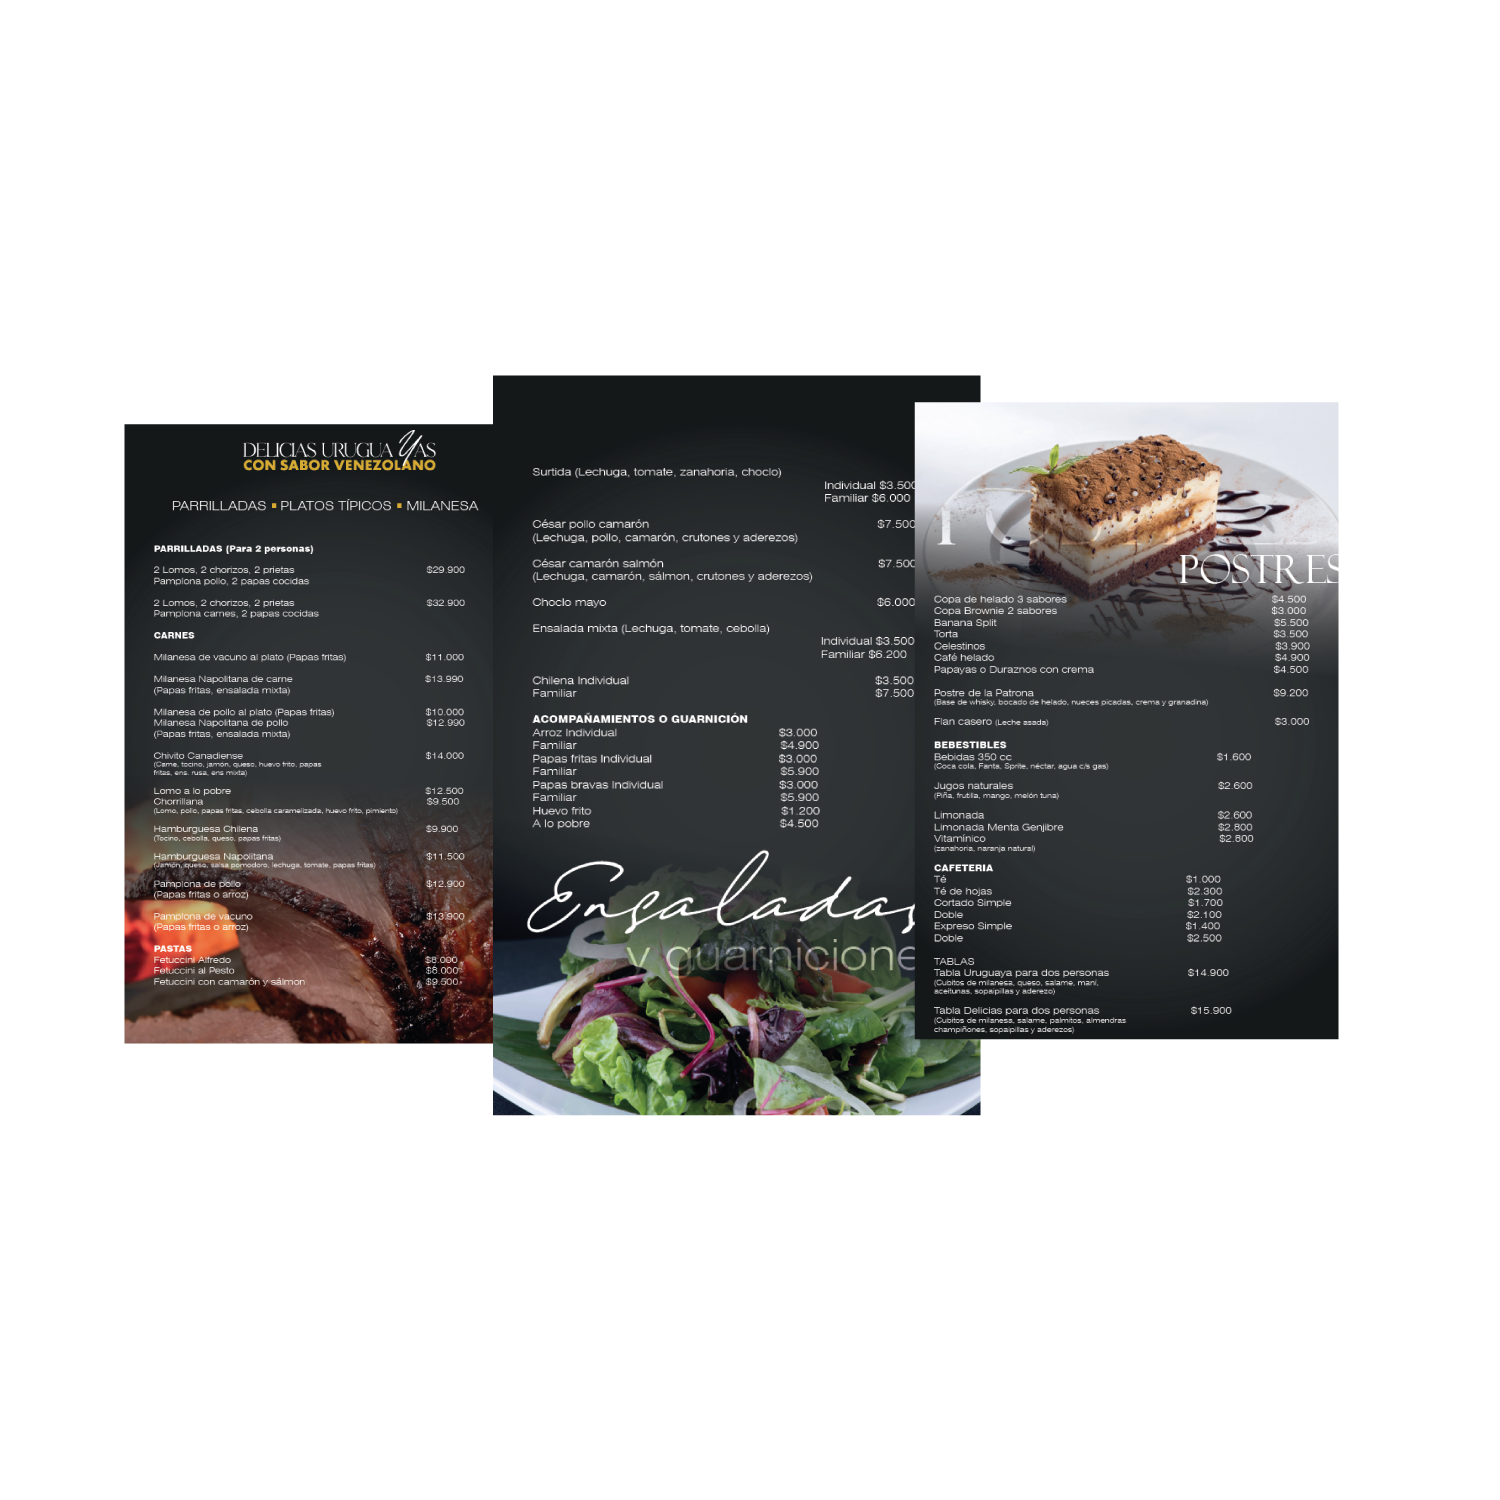 DELICIAS URUGUAYAS
CON SABOR VENEZOLANO
PARRILLADAS ▪ PLATOS TÍPICOS ▪ MILANESA
PARRILLADAS (Para 2 personas)
2 Lomos, 2 chorizos, 2 prietas $29.900
Pamplona pollo, 2 papas cocidas
2 Lomos, 2 chorizos, 2 prietas $32.900
Pamplona carnes, 2 papas cocidas
CARNES
Milanesa de vacuno al plato (Papas fritas) $11.000
Milanesa Napolitana de carne $13.990
(Papas fritas, ensalada mixta)
Milanesa de pollo al plato (Papas fritas) $10.000
Milanesa Napolitana de pollo $12.990
(Papas fritas, ensalada mixta)
Chivito Canadiense $14.000
(Carne, tocino, jamón, queso, huevo frito, papas
fritas, ens. rusa, ens mixta)
Lomo a lo pobre $12.500
Chorrillana $9.500
(Lomo, pollo, papas fritas, cebolla caramelizada, huevo frito, pimiento)
Hamburguesa Chilena $9.900
(Tocino, cebolla, queso, papas fritas)
Hamburguesa Napolitana $11.500
(Jamón, queso, salsa pomodoro, lechuga, tomate, papas fritas)
Pamplona de pollo $12.900
(Papas fritas o arroz)
Pamplona de vacuno $13.900
(Papas fritas o arroz)
PASTAS
Fetuccini Alfredo $8.000
Fetuccini al Pesto $8.000
Fetuccini con camarón y sálmon $9.500
Surtida (Lechuga, tomate, zanahoria, choclo)
Individual $3.500
Familiar $6.000
César pollo camarón $7.500
(Lechuga, pollo, camarón, crutones y aderezos)
César camarón salmón $7.500
(Lechuga, camarón, sálmon, crutones y aderezos)
Choclo mayo $6.000
Ensalada mixta (Lechuga, tomate, cebolla)
Individual $3.500
Familiar $6.200
Chilena Individual $3.500
Familiar $7.500
ACOMPAÑAMIENTOS O GUARNICIÓN
Arroz Individual $3.000
Familiar $4.900
Papas fritas Individual $3.000
Familiar $5.900
Papas bravas Individual $3.000
Familiar $5.900
Huevo frito $1.200
A lo pobre $4.500
Ensaladas
y guarnicione
POSTRES
Copa de helado 3 sabores $4.500
Copa Brownie 2 sabores $3.000
Banana Split $5.500
Torta $3.500
Celestinos $3.900
Café helado $4.900
Papayas o Duraznos con crema $4.500
Postre de la Patrona $9.200
(Base de whisky, bocado de helado, nueces picadas, crema y granadina)
Flan casero (Leche asada) $3.000
BEBESTIBLES
Bebidas 350 cc $1.600
(Coca cola, Fanta, Sprite, néctar, agua c/s gas)
Jugos naturales $2.600
(Piña, frutilla, mango, melón tuna)
Limonada $2.600
Limonada Menta Genjibre $2.800
Vitamínico $2.800
(zanahoria, naranja natural)
CAFETERIA
Té $1.000
Té de hojas $2.300
Cortado Simple $1.700
Doble $2.100
Expreso Simple $1.400
Doble $2.500
TABLAS
Tabla Uruguaya para dos personas $14.900
(Cubitos de milanesa, queso, salame, maní,
aceitunas, sopaipillas y aderezo)
Tabla Delicias para dos personas $15.900
(Cubitos de milanesa, salame, palmitos, almendras
champiñones, sopaipillas y aderezos)